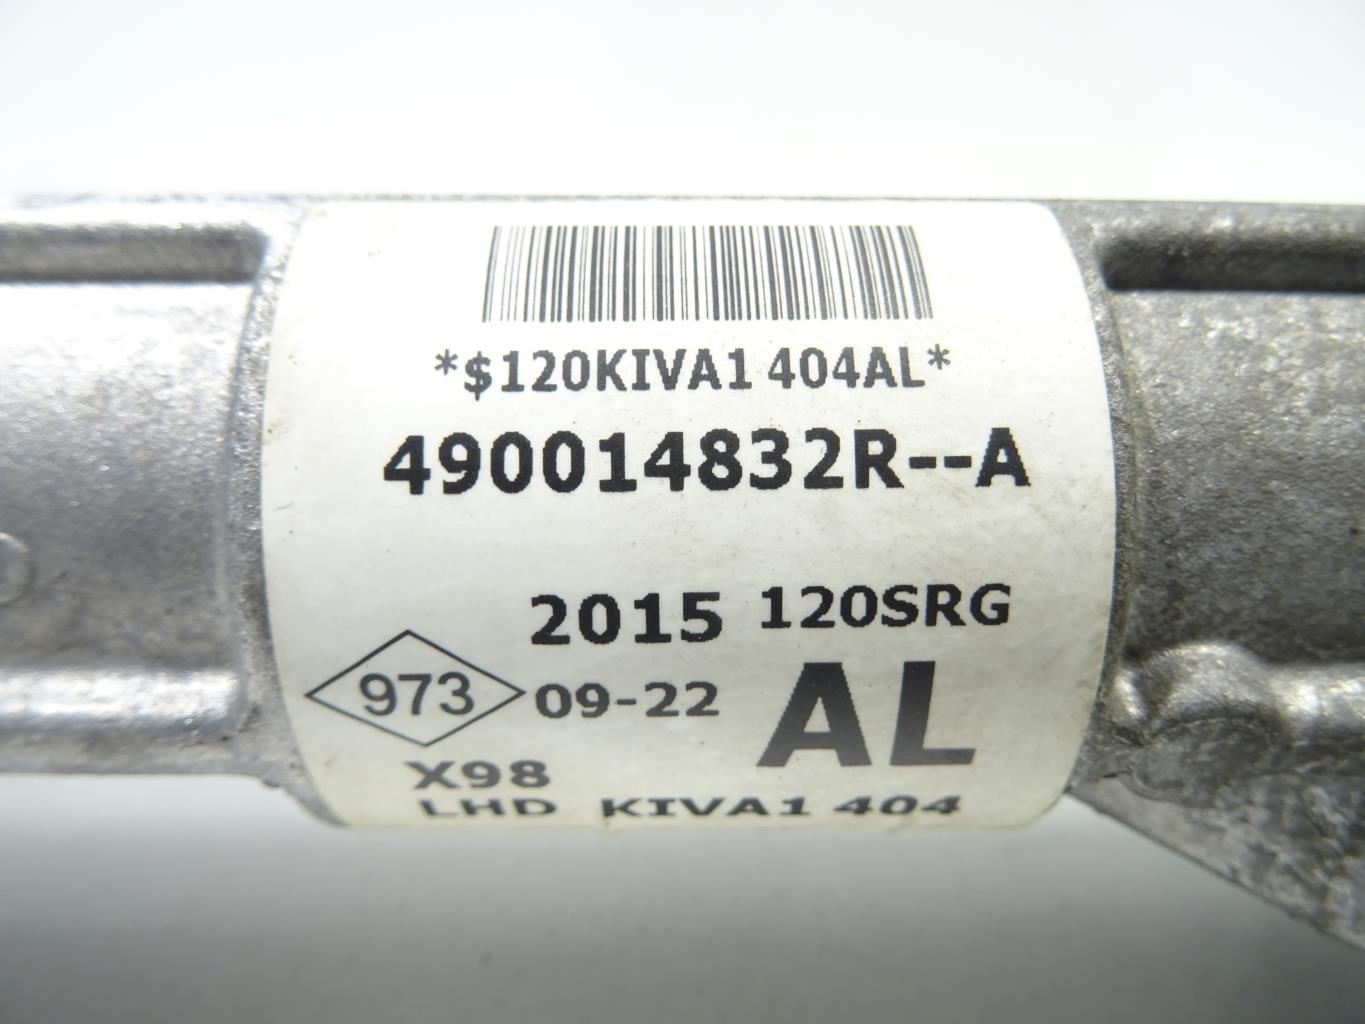 *$120KIVA1 404AL*
490014832R--A
2015 120SRG
973 09-22 AL
X98
LHD KIVA1 404